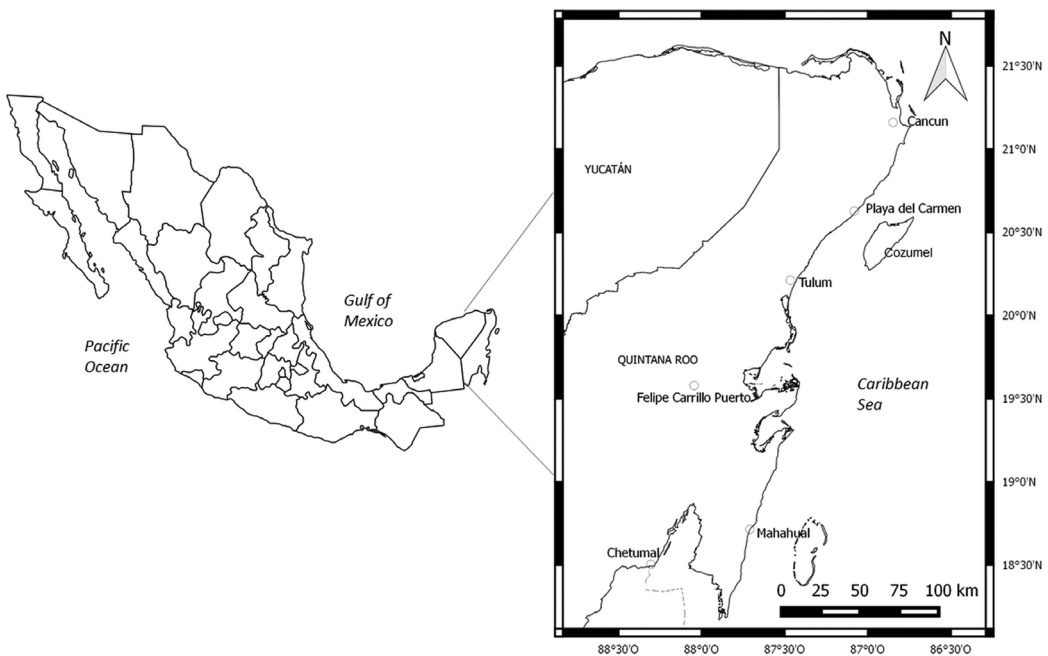 Gulf of
Mexico
Pacific
Ocean
N
21°30'N
Cancun
21°0'N
YUCATÁN
Playa del Carmen
20°30'N
Cozumel
Tulum
20°0'N
QUINTANA ROO
Felipe Carrillo Puerto
Caribbean
Sea
19°30'N
19°0'N
Mahahual
Chetumal
18°30'N
0 25 50 75 100 km
88°30'O 88°0'O 87°30'O 87°0'O 86°30'O